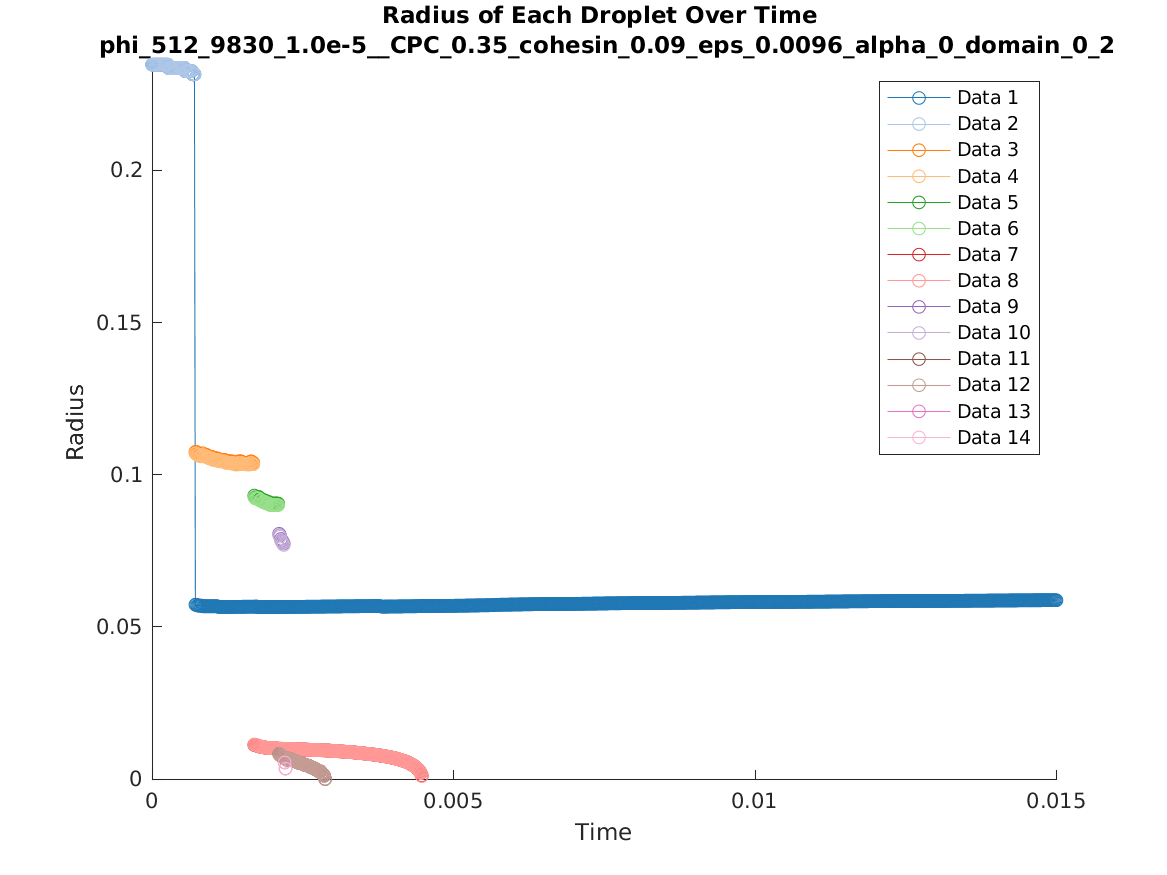 Radius of Each Droplet Over Time
phi_512_9830_1.0e-5__CPC_0.35_cohesin_0.09_eps_0.0096_alpha_0_domain_0_2
Data 1
Data 2
Data 3
Data 4
Data 5
Data 6
Data 7
Data 8
Data 9
Data 10
Data 11
Data 12
Data 13
Data 14
0.2
0.15
0.1
0.05
0
Radius
0
0.005
0.01
0.015
Time